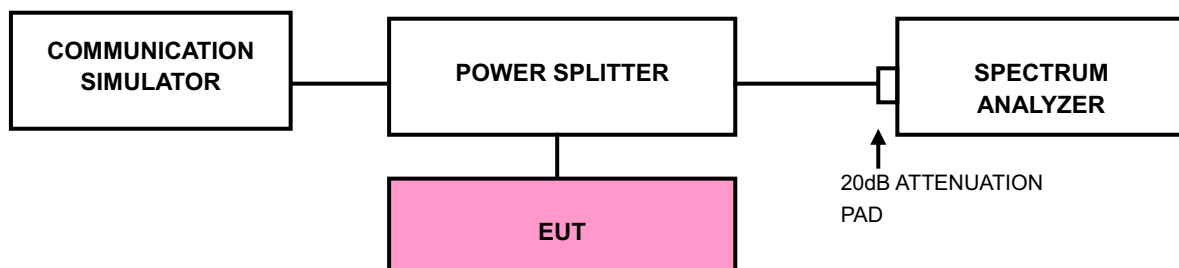 COMMUNICATION
SIMULATOR
POWER SPLITTER
SPECTRUM
ANALYZER
20dB ATTENUATION
PAD
EUT